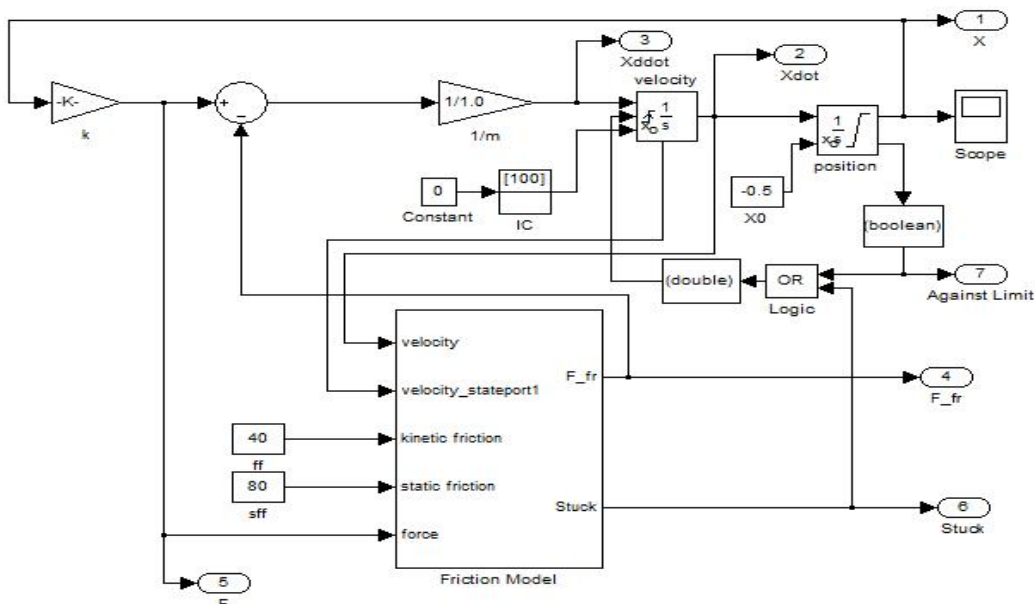 1
X
3
Xddot
2
Xdot
velocity
-K-
k
+
−
1/1.0
1/m
1
s
xo
1
s
xo
position
Scope
[100]
IC
0
Constant
-0.5
X0
(boolean)
(double)
OR
Logic
7
Against Limit
velocity
F_fr
4
F_fr
velocity_stateport1
40
ff
kinetic friction
80
sff
static friction
Stuck
6
Stuck
force
Friction Model
5